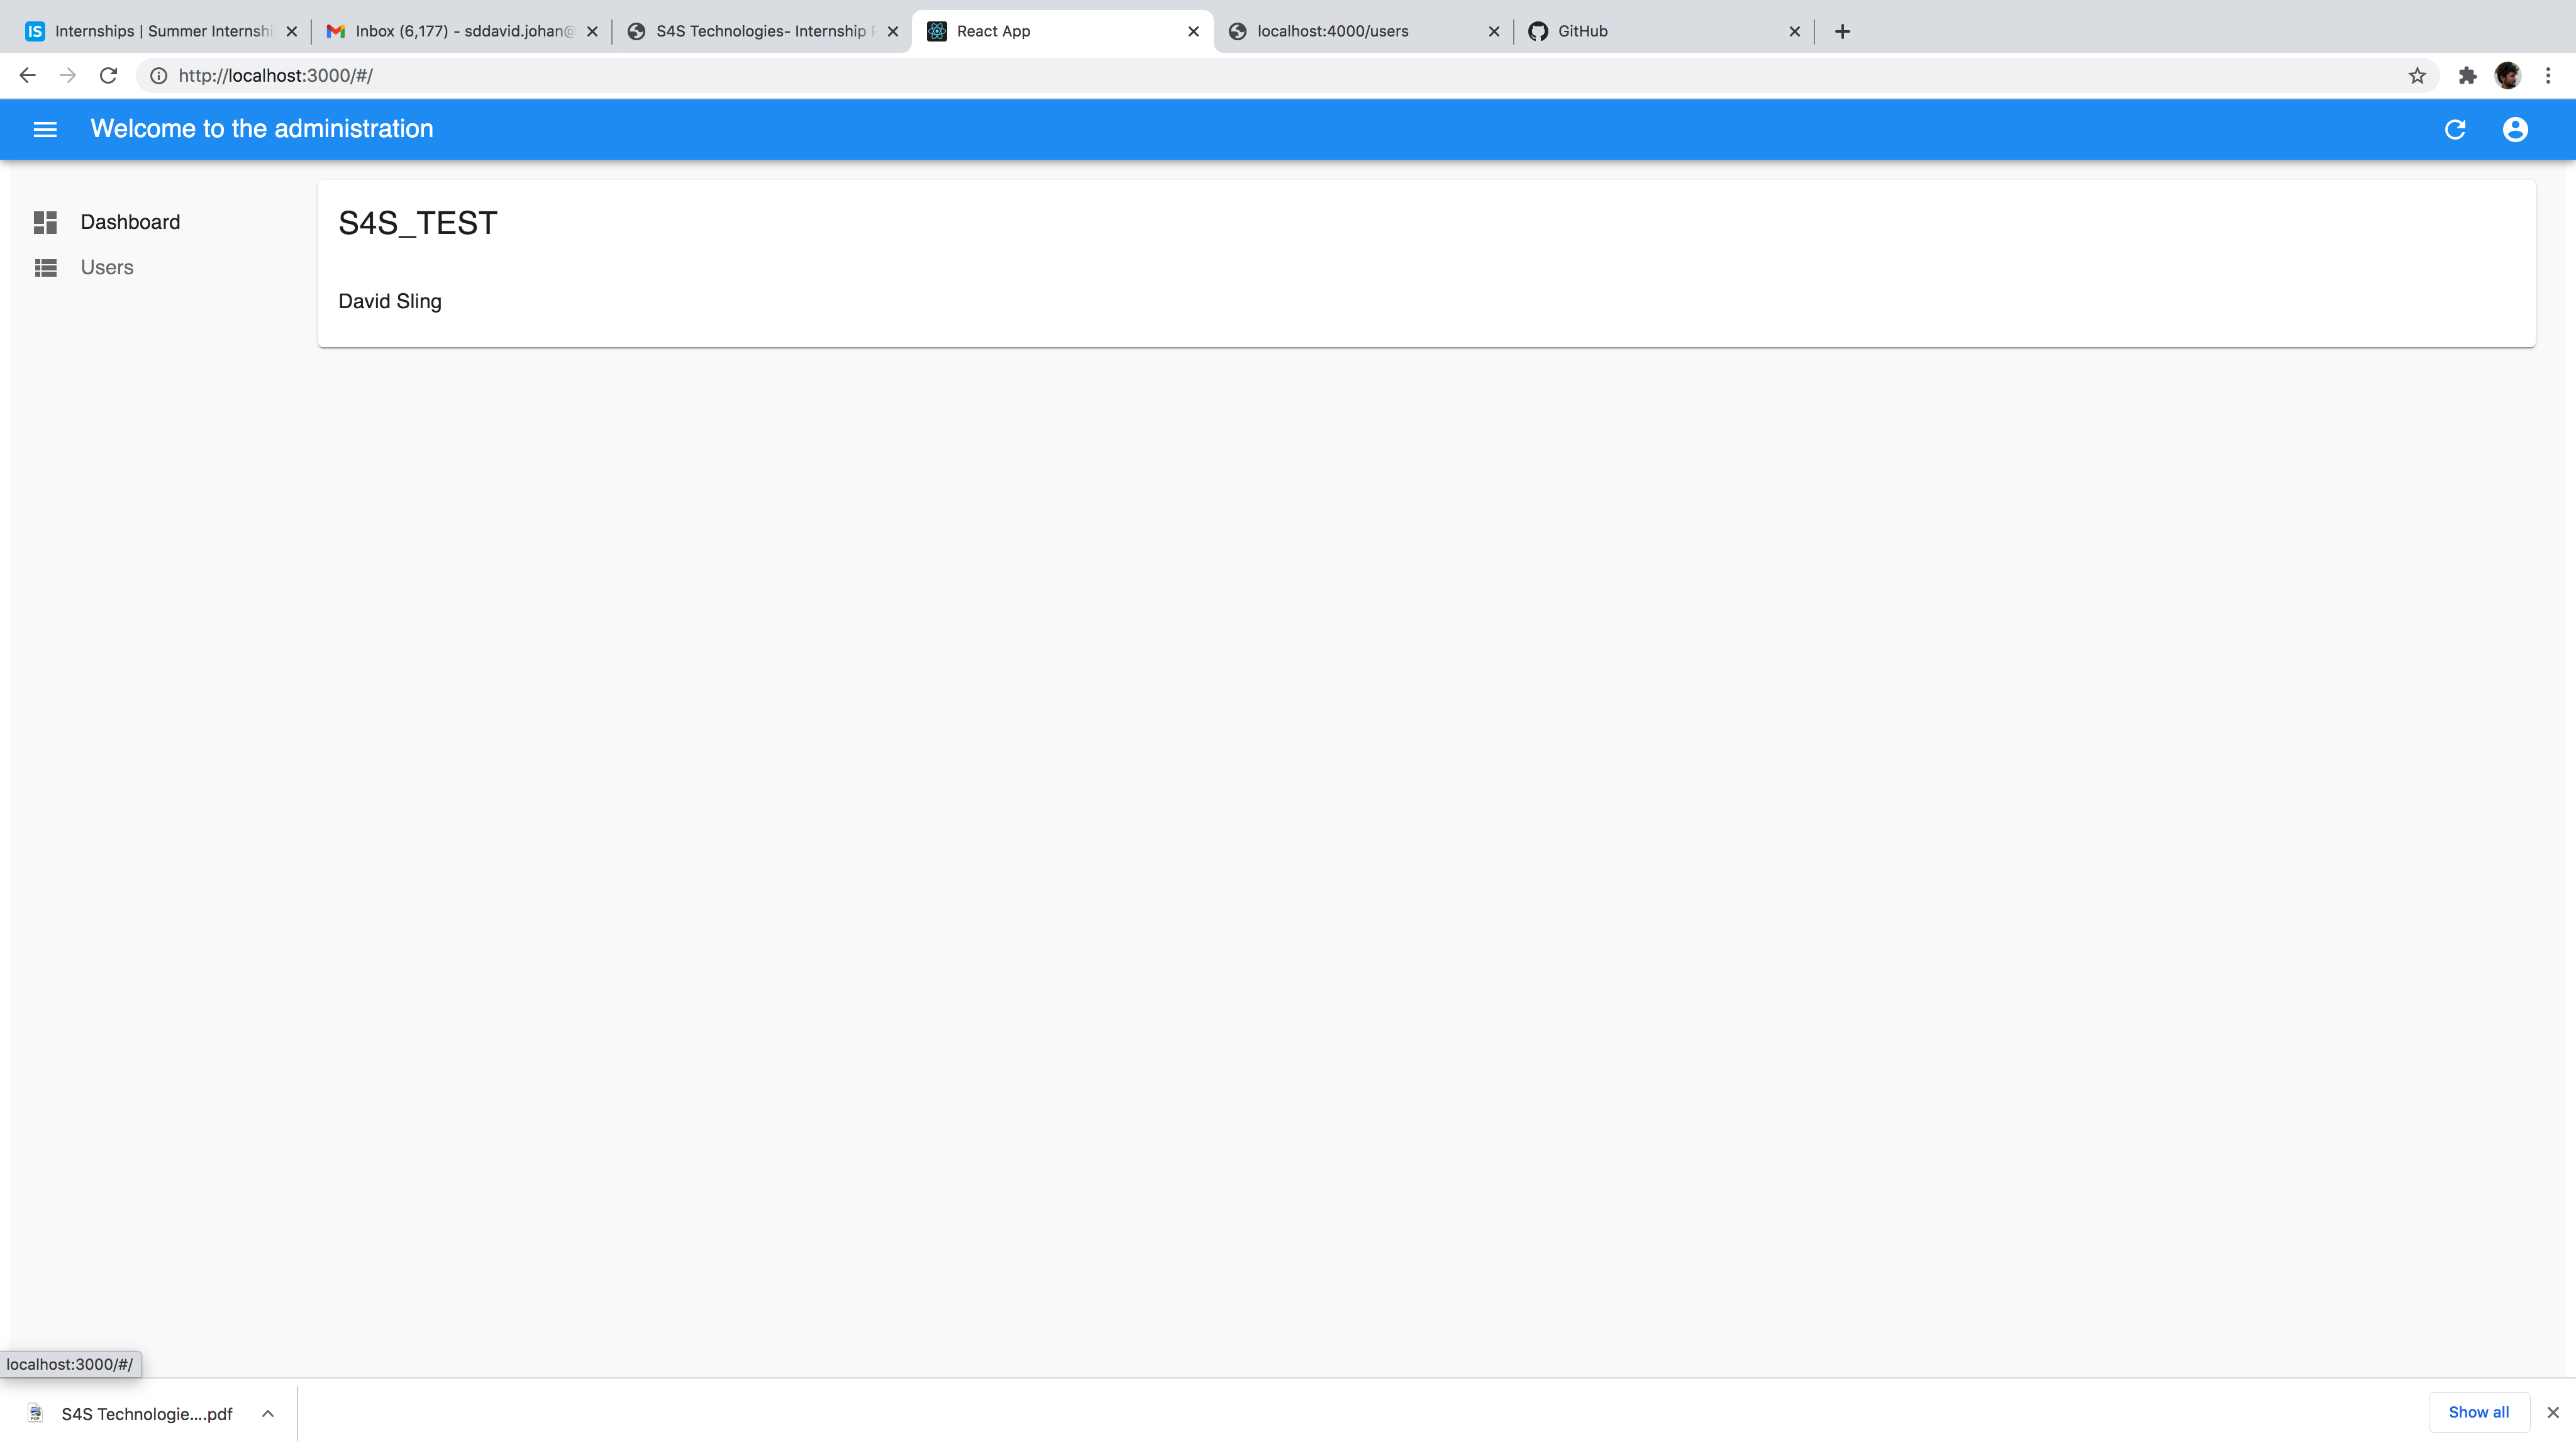 IS Internships | Summer Internshi
Inbox (6,177) - sddavid.johan@
S4S Technologies- Internship
React App
localhost:4000/users
GitHub
http://localhost:3000/#/
Welcome to the administration
Dashboard
Users
S4S_TEST
David Sling
localhost:3000/#/
S4S Technologie....pdf
Show all